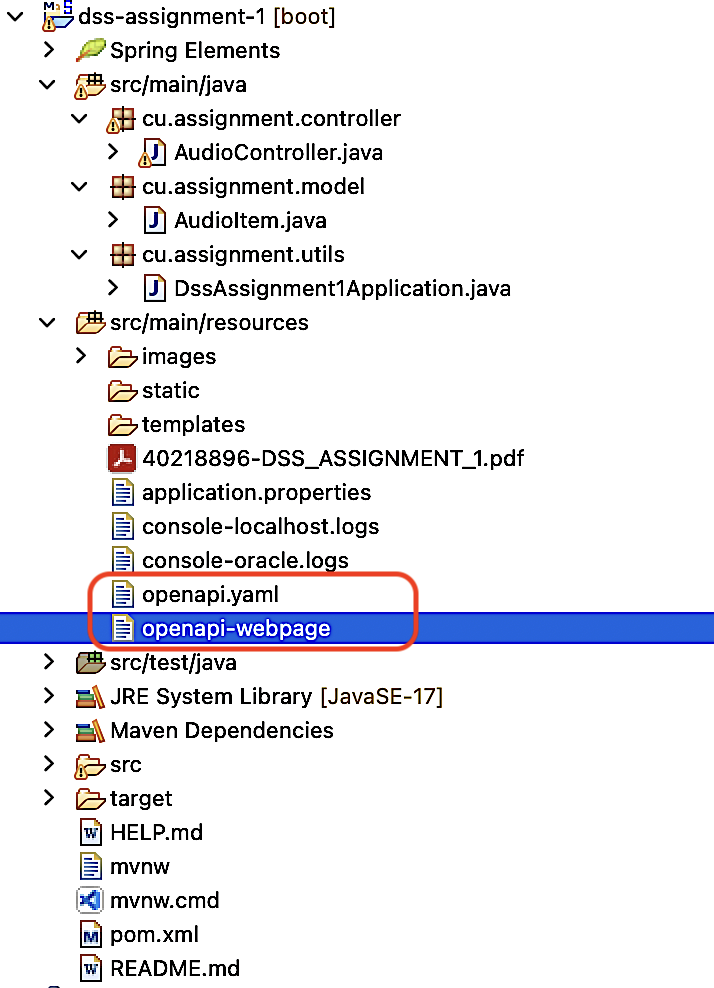 dss-assignment-1 [boot]
Spring Elements
src/main/java
cu.assignment.controller
AudioController.java
cu.assignment.model
AudioItem.java
cu.assignment.utils
DssAssignment1Application.java
src/main/resources
images
static
templates
40218896-DSS_ASSIGNMENT_1.pdf
application.properties
console-localhost.logs
console-oracle.logs
openapi.yaml
openapi-webpage
src/test/java
JRE System Library [JavaSE-17]
Maven Dependencies
src
target
HELP.md
mvnw
mvnw.cmd
pom.xml
README.md